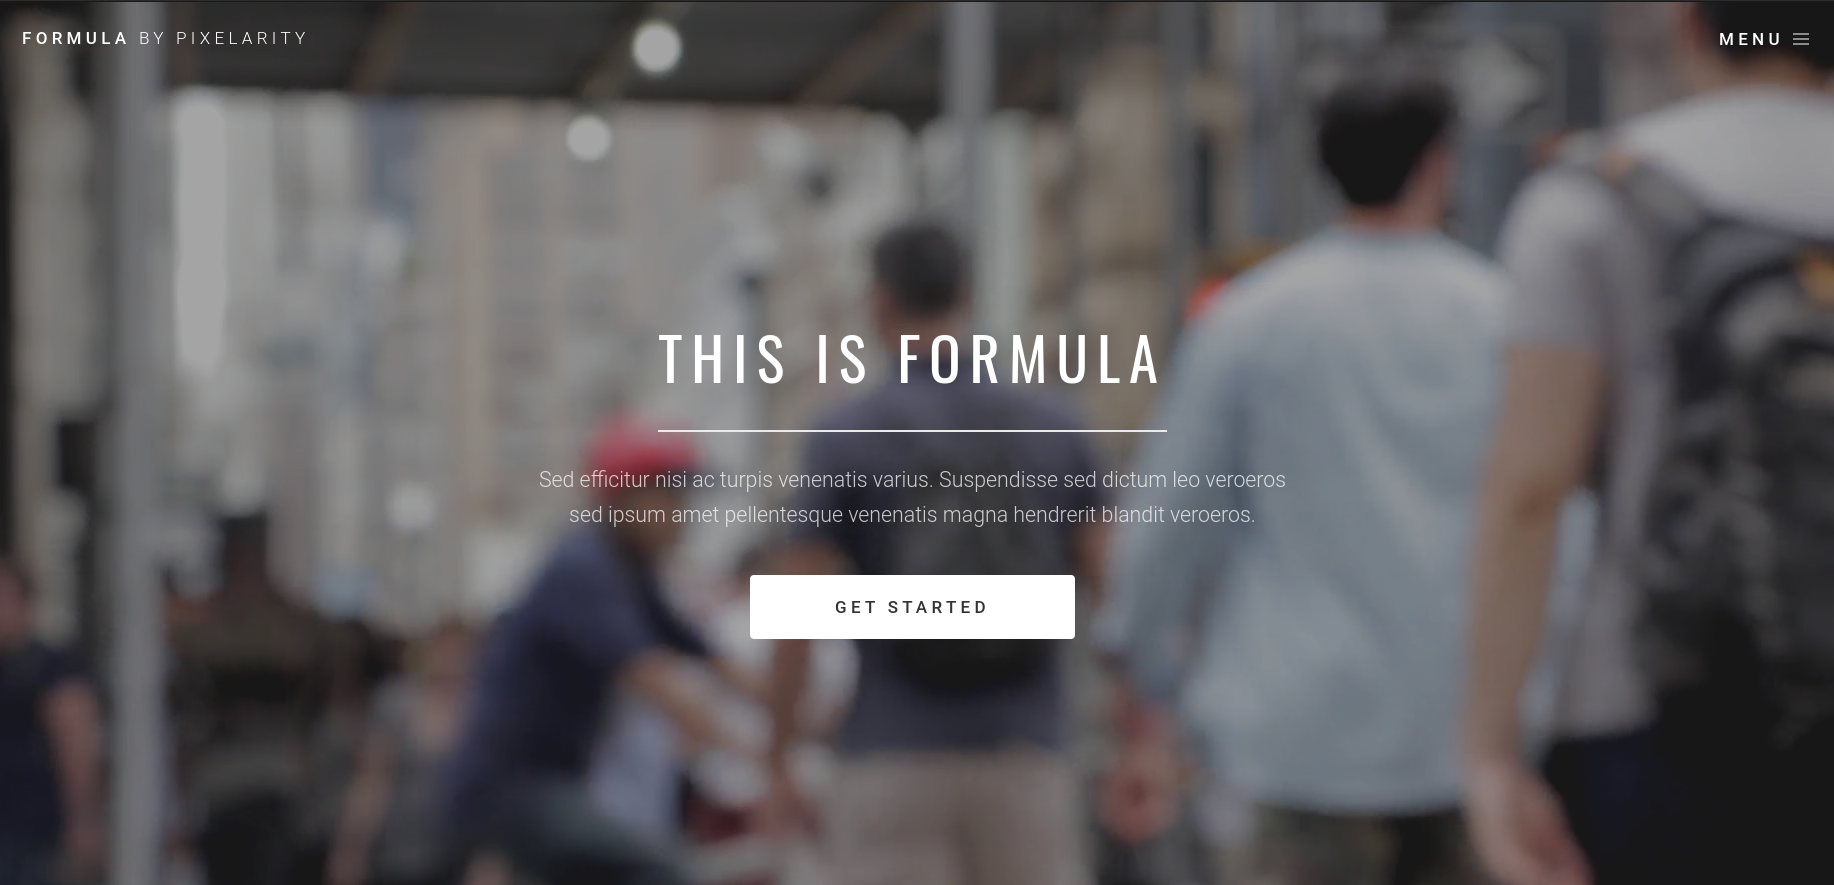 FORMULA BY PIXELARITY
MENU
THIS IS FORMULA
Sed efficitur nisi ac turpis venenatis varius. Suspendisse sed dictum leo veroeros
sed ipsum amet pellentesque venenatis magna hendrerit blandit veroeros.
GET STARTED